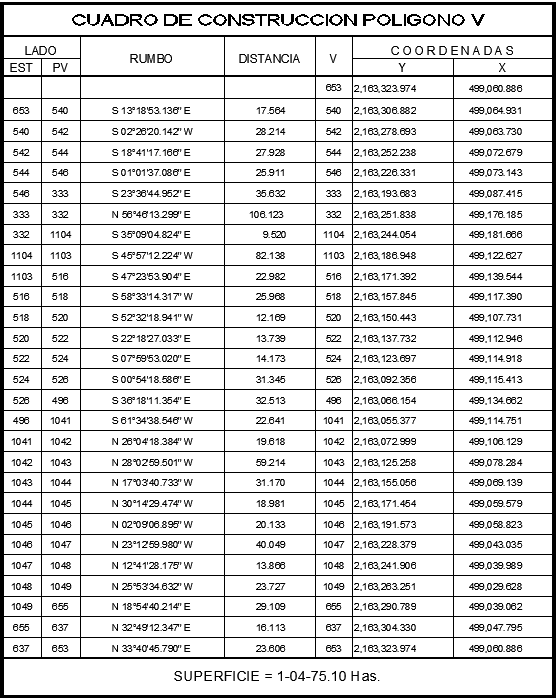 CUADRO DE CONSTRUCCION POLIGONO V
LADO RUMBO DISTANCIA V C O O R D E N A D A S
EST PV Y X
653 2,163,323.974 499,060.886
653 540 S 13°18'53.136" E 17.564 540 2,163,306.882 499,064.931
540 542 S 02°26'20.142" W 28.214 542 2,163,278.693 499,063.730
542 544 S 18°41'17.166" E 27.928 544 2,163,252.238 499,072.679
544 546 S 01°01'37.086" E 25.911 546 2,163,226.331 499,073.143
546 333 S 23°36'44.952" E 35.632 333 2,163,193.683 499,087.415
333 332 N 56°46'13.299" E 106.123 332 2,163,251.838 499,176.185
332 1104 S 35°09'04.824" E 9.520 1104 2,163,244.054 499,181.666
1104 1103 S 45°57'12.224" W 82.138 1103 2,163,186.948 499,122.627
1103 516 S 47°23'53.904" E 22.982 516 2,163,171.392 499,139.544
516 518 S 58°33'14.317" W 25.968 518 2,163,157.845 499,117.390
518 520 S 52°32'18.941" W 12.169 520 2,163,150.443 499,107.731
520 522 S 22°18'27.033" E 13.739 522 2,163,137.732 499,112.946
522 524 S 07°59'53.020" E 14.173 524 2,163,123.697 499,114.918
524 526 S 00°54'18.586" E 31.345 526 2,163,092.356 499,115.413
526 496 S 36°18'11.354" E 32.513 496 2,163,066.154 499,134.662
496 1041 S 61°34'38.546" W 22.641 1041 2,163,055.377 499,114.751
1041 1042 N 26°04'18.384" W 19.618 1042 2,163,072.999 499,106.129
1042 1043 N 28°02'59.501" W 59.214 1043 2,163,125.258 499,078.284
1043 1044 N 17°03'40.733" W 31.170 1044 2,163,155.056 499,069.139
1044 1045 N 30°14'29.474" W 18.981 1045 2,163,171.454 499,059.579
1045 1046 N 02°09'06.895" W 20.133 1046 2,163,191.573 499,058.823
1046 1047 N 23°12'59.980" W 40.049 1047 2,163,228.379 499,043.035
1047 1048 N 12°41'28.175" W 13.866 1048 2,163,241.906 499,039.989
1048 1049 N 25°53'34.632" W 23.727 1049 2,163,263.251 499,029.628
1049 655 N 18°54'40.214" E 29.109 655 2,163,290.789 499,039.062
655 637 N 32°49'12.347" E 16.113 637 2,163,304.330 499,047.795
637 653 N 33°40'45.790" E 23.606 653 2,163,323.974 499,060.886
SUPERFICIE = 1-04-75.10 Has.